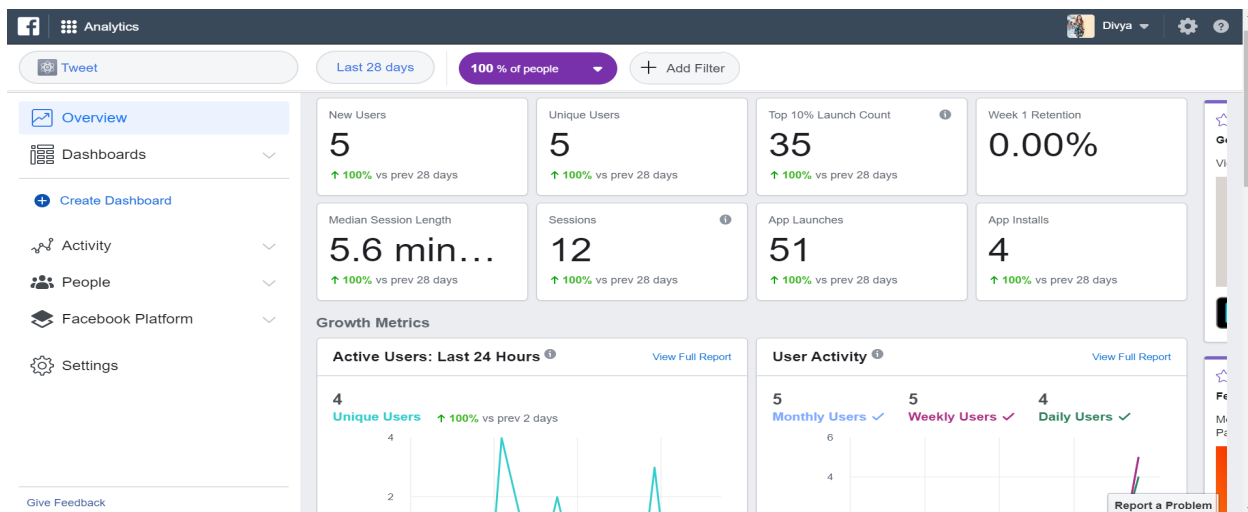 Analytics
Divya
Tweet
Last 28 days
100 % of people
Add Filter
Overview
Dashboards
Create Dashboard
Activity
People
Facebook Platform
Settings
Give Feedback
New Users
5
100% vs prev 28 days
Unique Users
5
100% vs prev 28 days
Top 10% Launch Count
35
100% vs prev 28 days
Week 1 Retention
0.00%
Median Session Length
5.6 min...
100% vs prev 28 days
Sessions
12
100% vs prev 28 days
App Launches
51
100% vs prev 28 days
App Installs
4
100% vs prev 28 days
Growth Metrics
Active Users: Last 24 Hours
View Full Report
4
Unique Users 100% vs prev 2 days
4
2
User Activity
View Full Report
5 5 4
Monthly Users Weekly Users Daily Users
6
4
Report a Problem